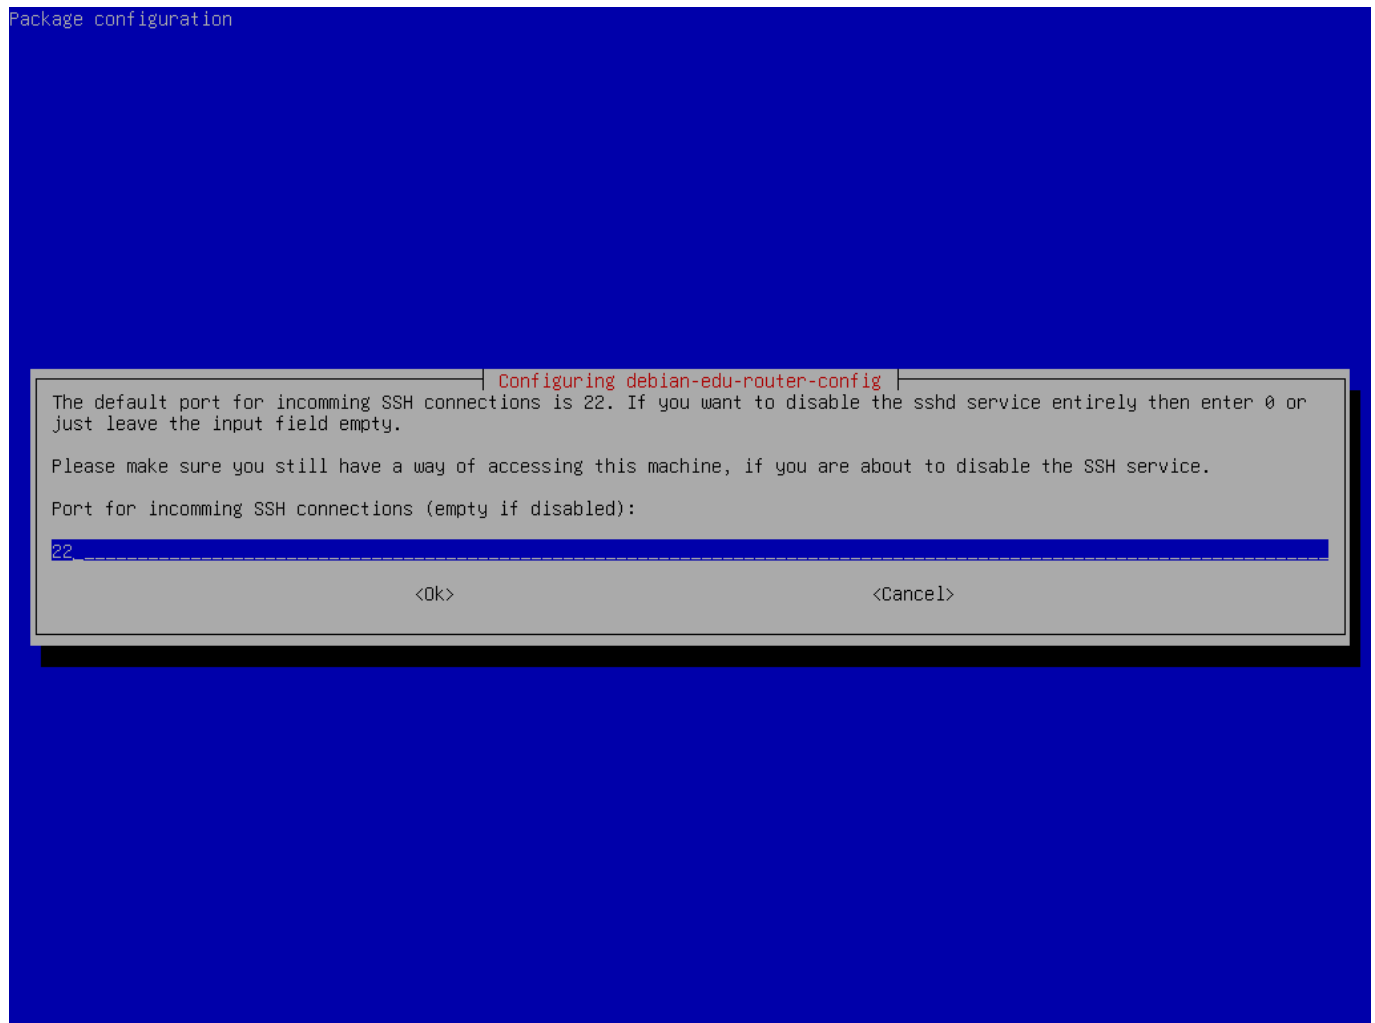 Package configuration
Configuring debian-edu-router-config
The default port for incomming SSH connections is 22. If you want to disable the sshd service entirely then enter 0 or
just leave the input field empty.
Please make sure you still have a way of accessing this machine, if you are about to disable the SSH service.
Port for incomming SSH connections (empty if disabled):
22
<Ok> <Cancel>